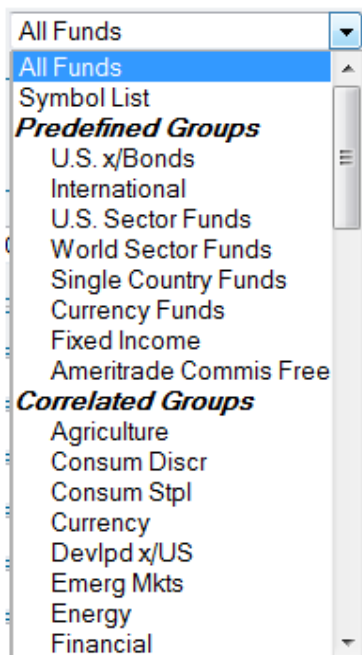 All Funds
All Funds
Symbol List
Predefined Groups
U.S. x/Bonds
International
U.S. Sector Funds
World Sector Funds
Single Country Funds
Currency Funds
Fixed Income
Ameritrade Commis Free
Correlated Groups
Agriculture
Consum Discr
Consum Stpl
Currency
Devlpd x/US
Emerg Mkts
Energy
Financial